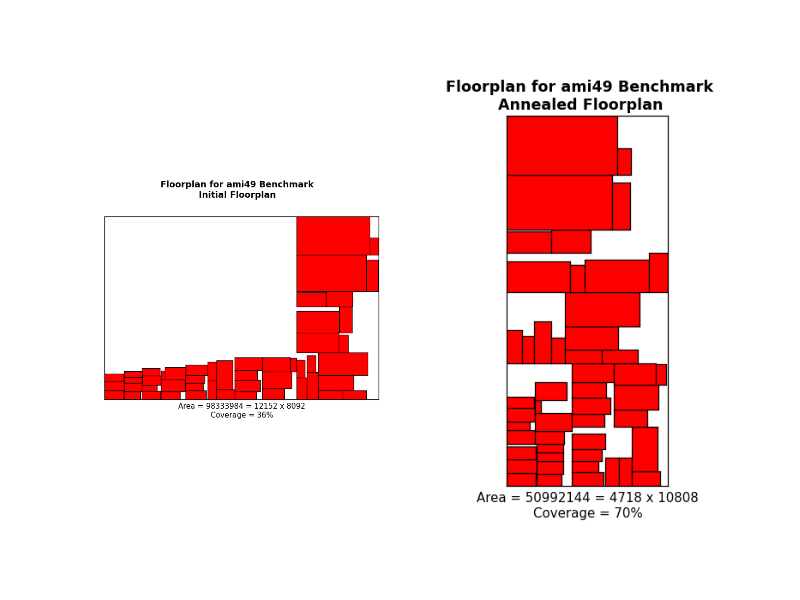 Floorplan for ami49 Benchmark
Initial Floorplan
Area = 98333984 = 12152 x 8092
Coverage = 36%
Floorplan for ami49 Benchmark
Annealed Floorplan
Area = 50992144 = 4718 x 10808
Coverage = 70%